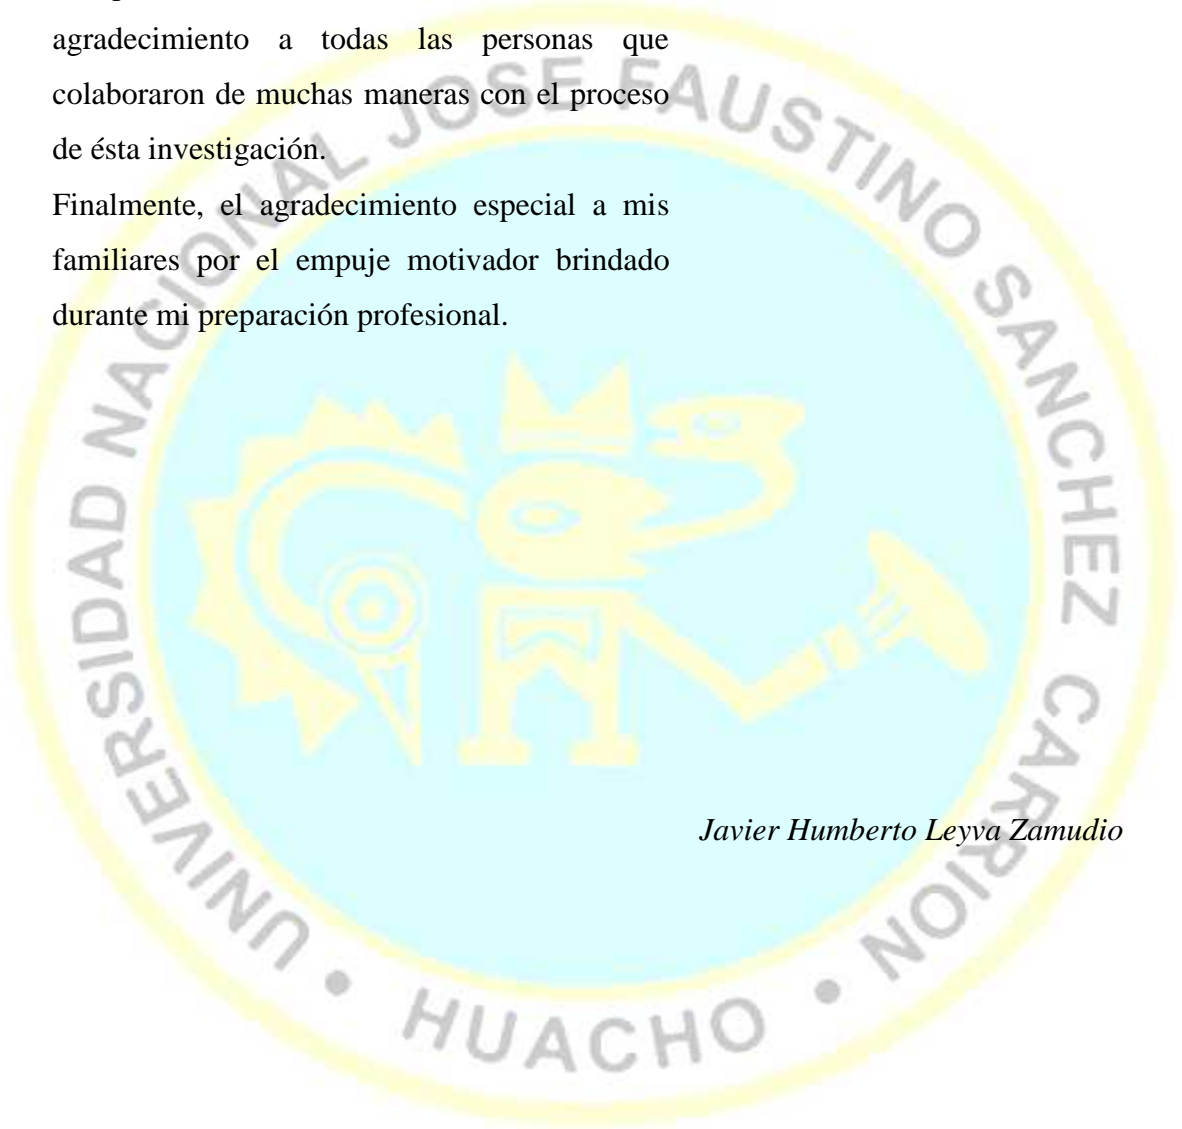 agradecimiento a todas las personas que
colaboraron de muchas maneras con el proceso
de ésta investigación.
Finalmente, el agradecimiento especial a mis
familiares por el empuje motivador brindado
durante mi preparación profesional.
Javier Humberto Leyva Zamudio
UNIVERSIDAD NACIONAL JOSE FAUSTINO SANCHEZ CARRION
• HUACHO •